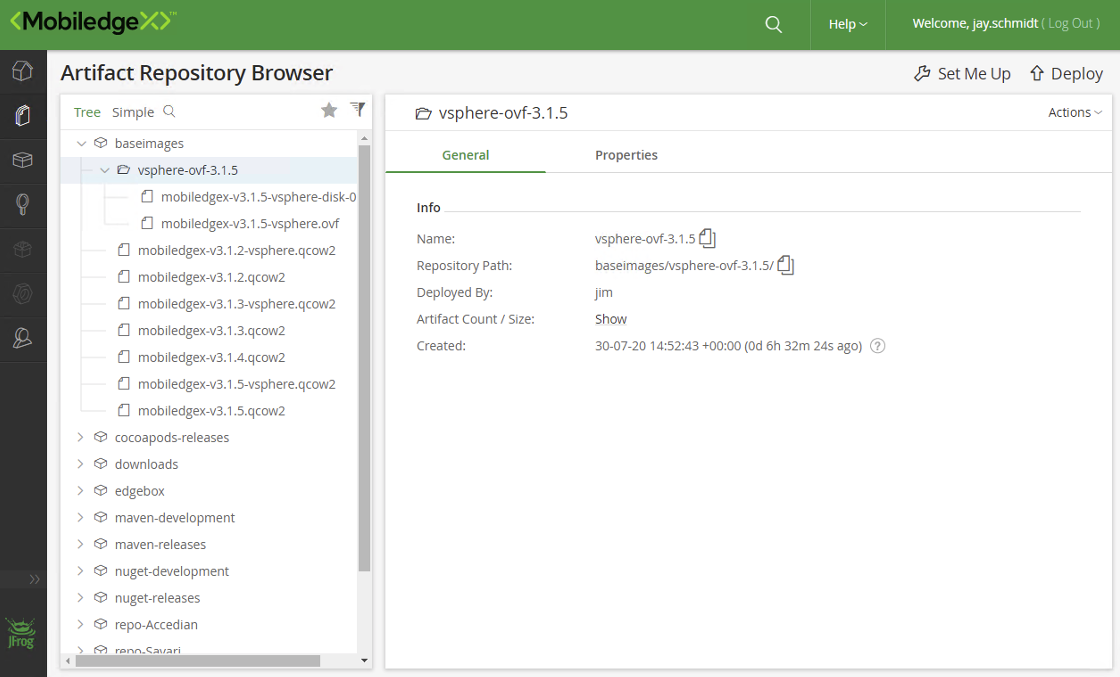 <MobiledgeX>™
Help
Welcome, jay.schmidt ( Log Out )
Artifact Repository Browser
Set Me Up
Deploy
Tree Simple
baseimages
vsphere-ovf-3.1.5
mobiledgex-v3.1.5-vsphere-disk-0
mobiledgex-v3.1.5-vsphere.ovf
mobiledgex-v3.1.2-vsphere.qcow2
mobiledgex-v3.1.2.qcow2
mobiledgex-v3.1.3-vsphere.qcow2
mobiledgex-v3.1.3.qcow2
mobiledgex-v3.1.4.qcow2
mobiledgex-v3.1.5-vsphere.qcow2
mobiledgex-v3.1.5.qcow2
cocoapods-releases
downloads
edgebox
maven-development
maven-releases
nuget-development
nuget-releases
repo-Accedian
repo-Savari
vsphere-ovf-3.1.5
Actions
General Properties
Info
Name: vsphere-ovf-3.1.5
Repository Path: baseimages/vsphere-ovf-3.1.5/
Deployed By: jim
Artifact Count / Size: Show
Created: 30-07-20 14:52:43 +00:00 (0d 6h 32m 24s ago) ?
JFrog